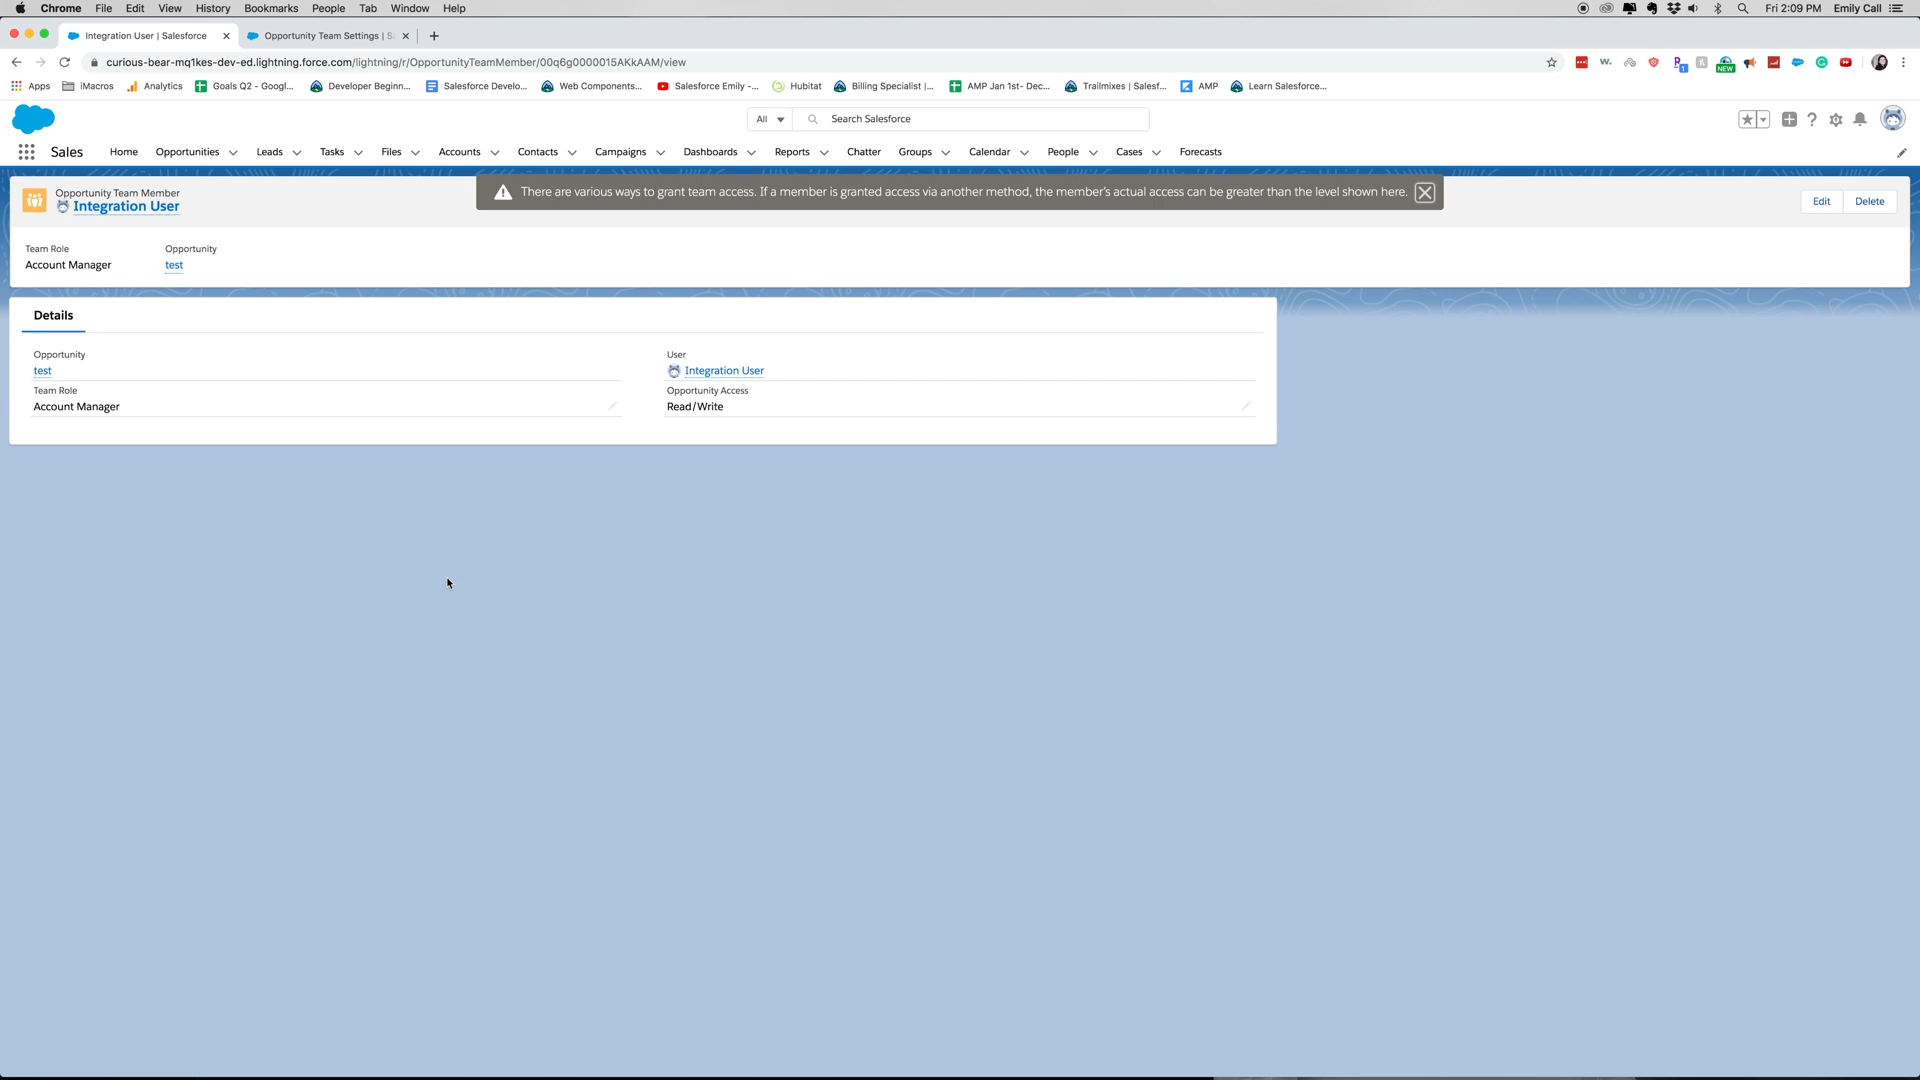 Chrome File Edit View History Bookmarks People Tab Window Help Fri 2:09 PM Emily Call
Integration User | Salesforce Opportunity Team Settings | S
curious-bear-mq1kes-dev-ed.lightning.force.com/lightning/r/OpportunityTeamMember/00q6g0000015AKkAAM/view
Apps iMacros Analytics Goals Q2 - Googl... Developer Beginn... Salesforce Develo... Web Components... Salesforce Emily -... Hubitat Billing Specialist |... AMP Jan 1st- Dec... Trailmixes | Salesf... AMP Learn Salesforce...
All Search Salesforce
Sales Home Opportunities Leads Tasks Files Accounts Contacts Campaigns Dashboards Reports Chatter Groups Calendar People Cases Forecasts
There are various ways to grant team access. If a member is granted access via another method, the member's actual access can be greater than the level shown here.
Opportunity Team Member
Integration User
Edit Delete
Team Role Opportunity
Account Manager test
Details
Opportunity User
test Integration User
Team Role Opportunity Access
Account Manager Read/Write